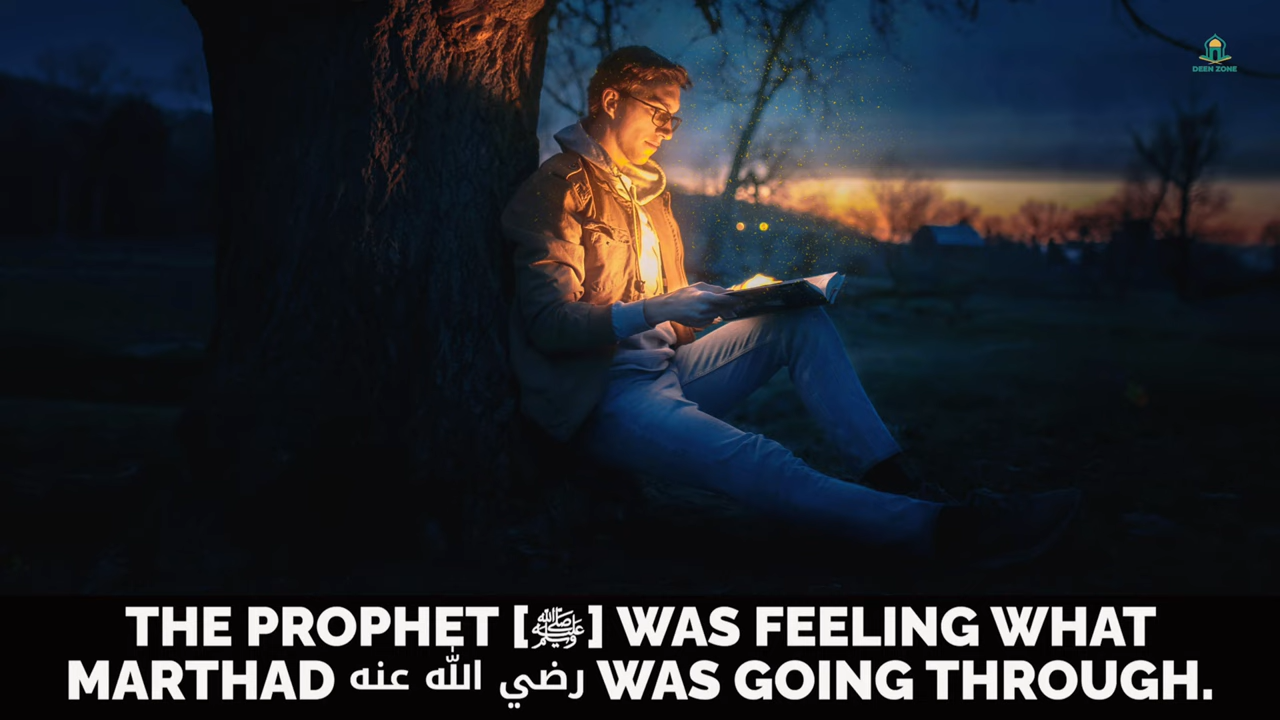 DEEN ZONE
THE PROPHET [ﷺ] WAS FEELING WHAT
MARTHAD رضي الله عنه WAS GOING THROUGH.